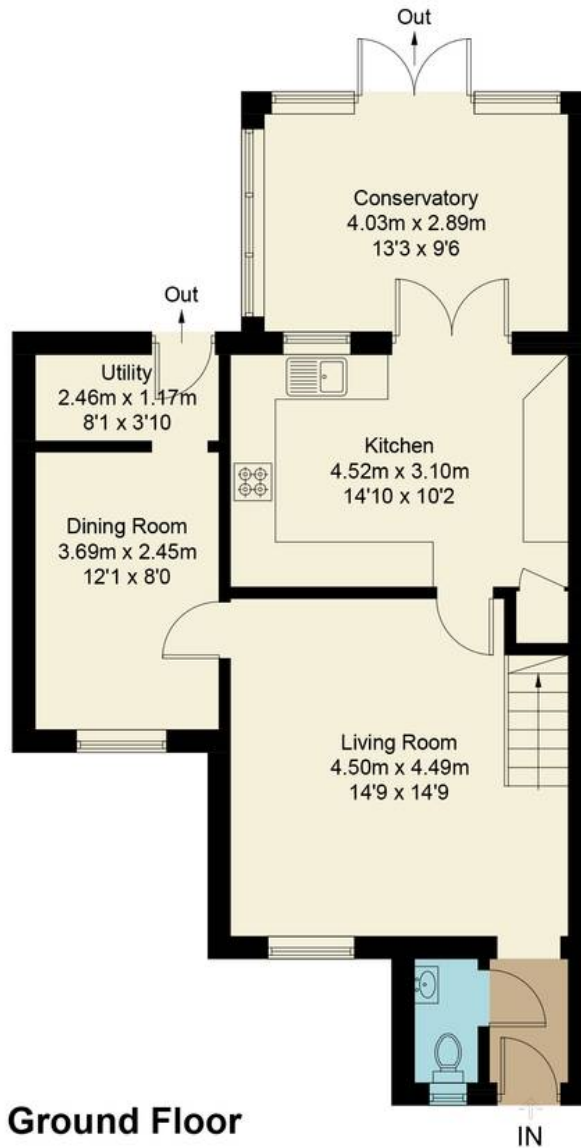 Out
Conservatory
4.03m x 2.89m
13'3 x 9'6
Out
Utility
2.46m x 1.17m
8'1 x 3'10
Kitchen
4.52m x 3.10m
14'10 x 10'2
Dining Room
3.69m x 2.45m
12'1 x 8'0
Living Room
4.50m x 4.49m
14'9 x 14'9
Ground Floor
IN